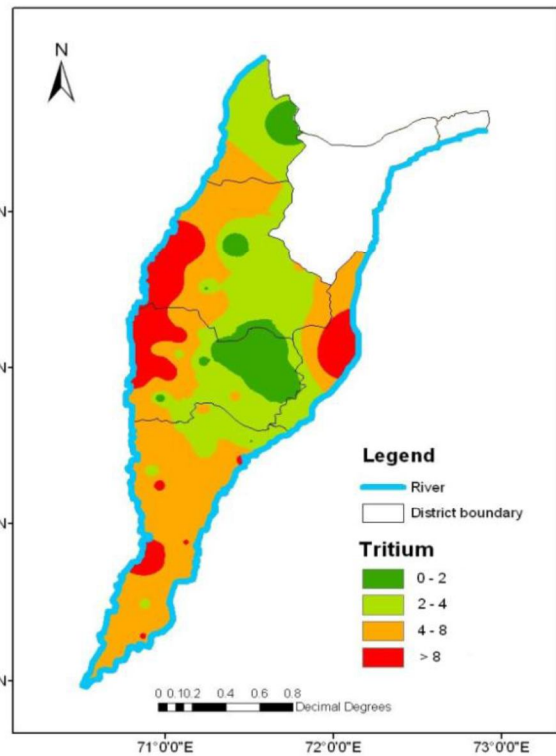 N
N
N
N
N
Legend
River
District boundary
Tritium
0 - 2
2 - 4
4 - 8
> 8
0 0.10.2 0.4 0.6 0.8
Decimal Degrees
71°0'0"E 72°0'0"E 73°0'0"E